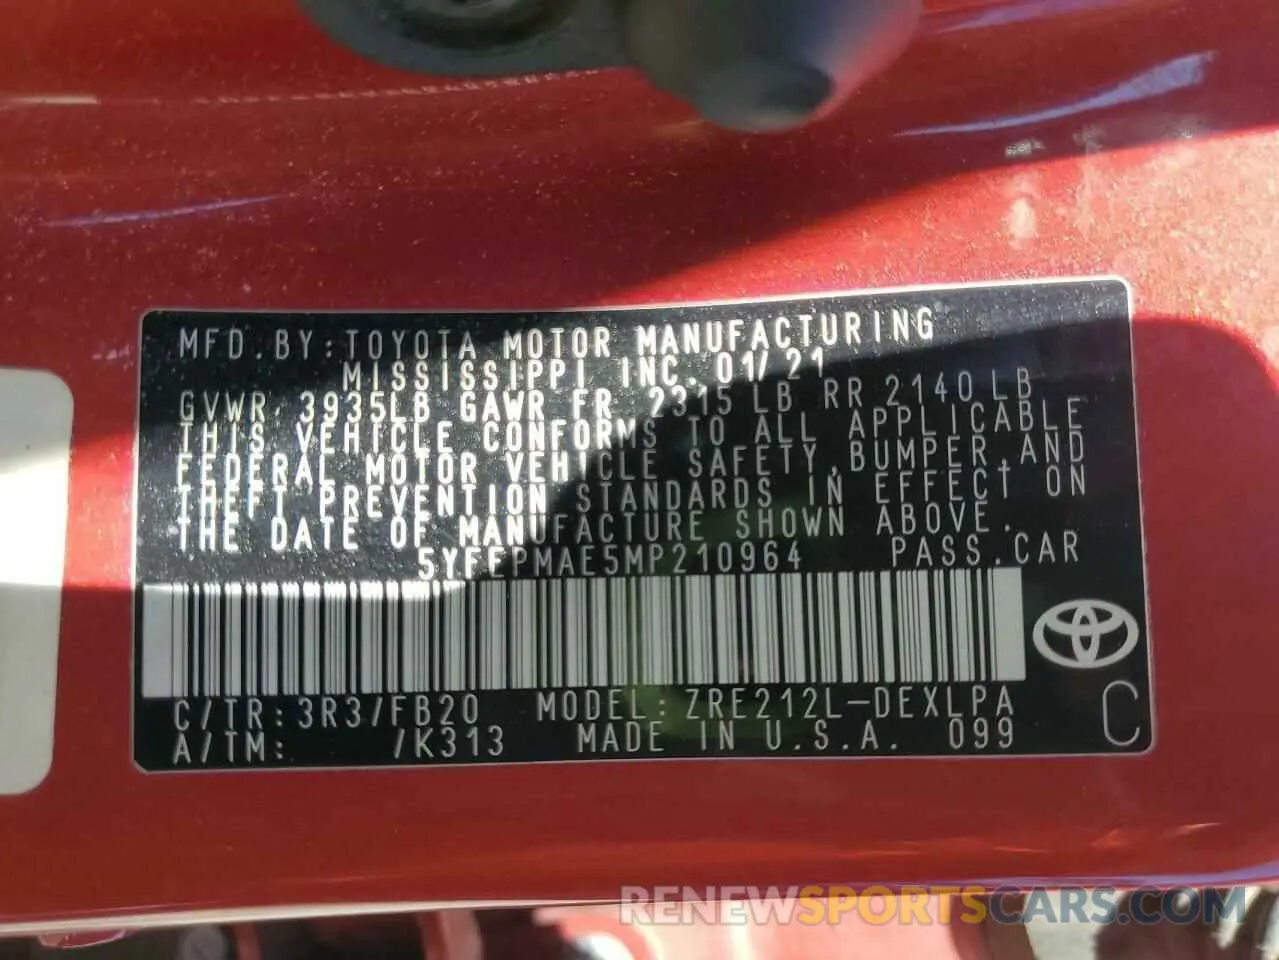 MFD.BY:TOYOTA MOTOR MANUFACTURING
MISSISSIPPI INC. 01/21
GVWR 3935LB GAWR FR 2315 LB RR 2140 LB
THIS VEHICLE CONFORMS TO ALL APPLICABLE
FEDERAL MOTOR VEHICLE SAFETY,BUMPER,AND
THEFT PREVENTION STANDARDS IN EFFECT ON
THE DATE OF MANUFACTURE SHOWN ABOVE.
5YFEPMAE5MP210964 PASS.CAR
C/TR:3R3/FB20 MODEL:ZRE212L-DEXLPA
A/TM: /K313 MADE IN U.S.A. 099
C
RENEWSPORTSCARS.COM